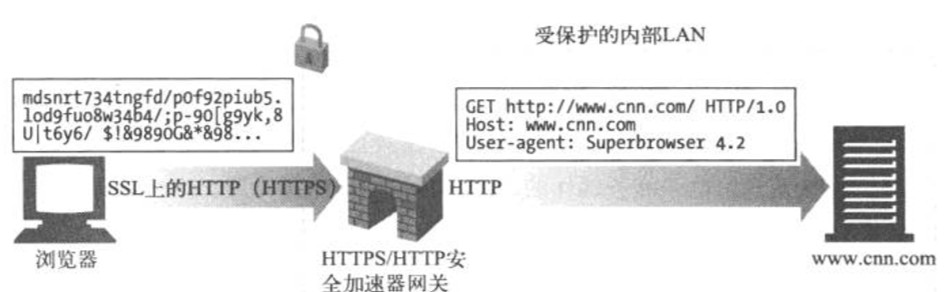 受保护的内部LAN
mdsnrt734tngfd/p0f92piub5.
lod9fuo8w34b4/;p-90[g9yk,8
U|t6y6/ $!&9890G&*&98...
GET http://www.cnn.com/ HTTP/1.0
Host: www.cnn.com
User-agent: Superbrowser 4.2
SSL上的HTTP（HTTPS）
HTTP
浏览器
HTTPS/HTTP安
全加速器网关
www.cnn.com